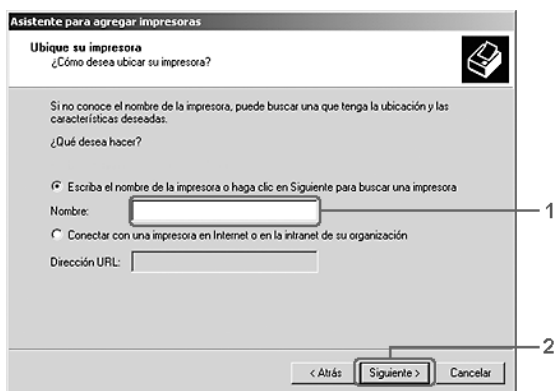 Asistente para agregar impresoras
Ubique su impresora
¿Cómo desea ubicar su impresora?
Si no conoce el nombre de la impresora, puede buscar una que tenga la ubicación y las
características deseadas.
¿Qué desea hacer?
Escriba el nombre de la impresora o haga clic en Siguiente para buscar una impresora
Nombre:
1
Conectar con una impresora en Internet o en la intranet de su organización
Dirección URL:
2
< Atrás Siguiente > Cancelar